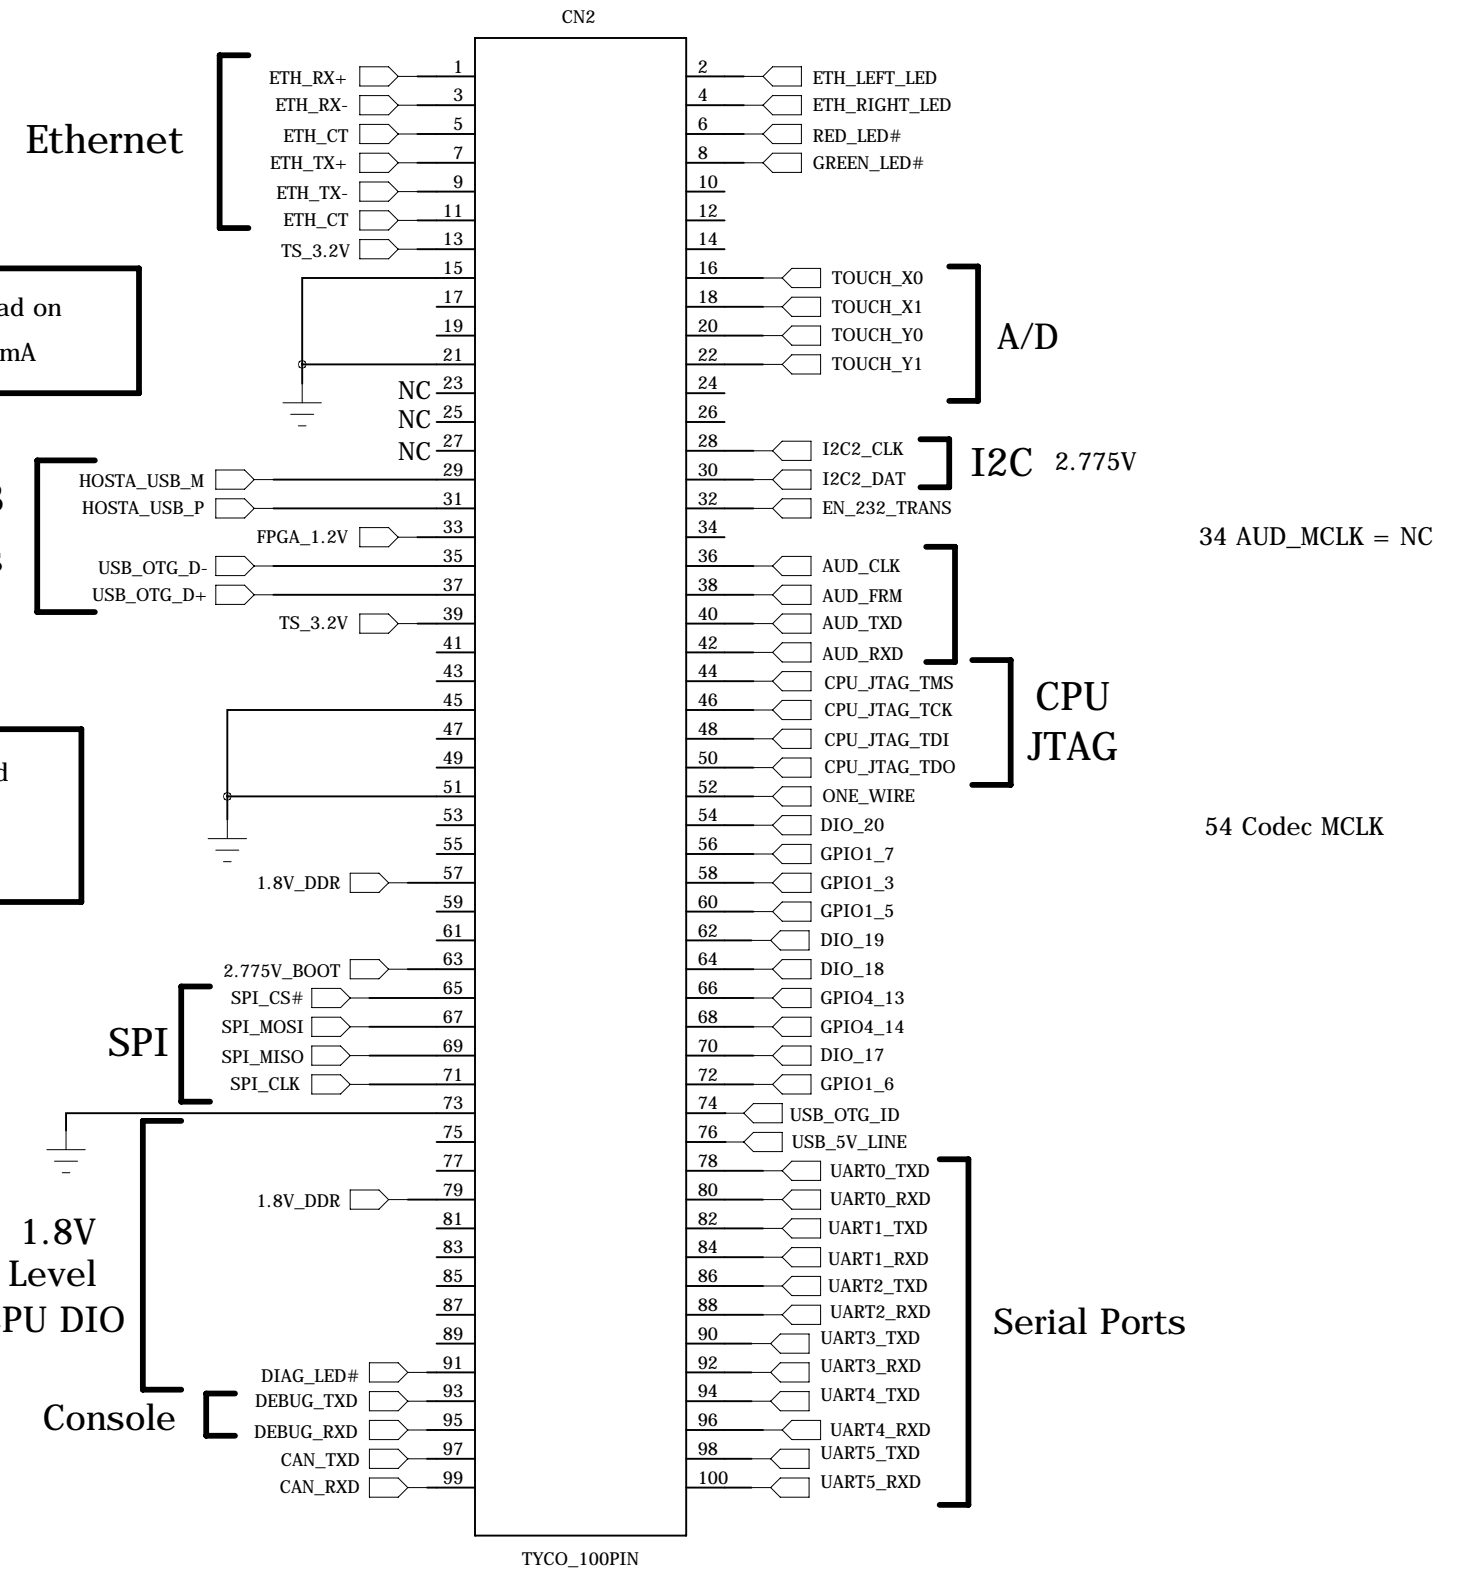 CN2
Ethernet
ETH_RX+ 1
ETH_RX- 3
ETH_CT 5
ETH_TX+ 7
ETH_TX- 9
ETH_CT 11
TS_3.2V 13
15
17
19
21
NC 23
NC 25
NC 27
HOSTA_USB_M 29
HOSTA_USB_P 31
FPGA_1.2V 33
USB_OTG_D- 35
USB_OTG_D+ 37
TS_3.2V 39
41
43
45
47
49
51
53
55
1.8V_DDR 57
59
61
2.775V_BOOT 63
SPI
SPI_CS# 65
SPI_MOSI 67
SPI_MISO 69
SPI_CLK 71
73
75
77
1.8V_DDR 79
81
83
85
87
89
DIAG_LED# 91
DEBUG_TXD 93
DEBUG_RXD 95
CAN_TXD 97
CAN_RXD 99
ad on
mA
d
1.8V
Level
PU DIO
Console
2 ETH_LEFT_LED
4 ETH_RIGHT_LED
6 RED_LED#
8 GREEN_LED#
10
12
14
16 TOUCH_X0
18 TOUCH_X1
20 TOUCH_Y0
22 TOUCH_Y1
A/D
24
26
28 I2C2_CLK
30 I2C2_DAT
I2C 2.775V
32 EN_232_TRANS
34
34 AUD_MCLK = NC
36 AUD_CLK
38 AUD_FRM
40 AUD_TXD
42 AUD_RXD
44 CPU_JTAG_TMS
46 CPU_JTAG_TCK
48 CPU_JTAG_TDI
50 CPU_JTAG_TDO
CPU
JTAG
52 ONE_WIRE
54 DIO_20
54 Codec MCLK
56 GPIO1_7
58 GPIO1_3
60 GPIO1_5
62 DIO_19
64 DIO_18
66 GPIO4_13
68 GPIO4_14
70 DIO_17
72 GPIO1_6
74 USB_OTG_ID
76 USB_5V_LINE
78 UART0_TXD
80 UART0_RXD
82 UART1_TXD
84 UART1_RXD
86 UART2_TXD
88 UART2_RXD
90 UART3_TXD
92 UART3_RXD
94 UART4_TXD
96 UART4_RXD
98 UART5_TXD
100 UART5_RXD
Serial Ports
TYCO_100PIN